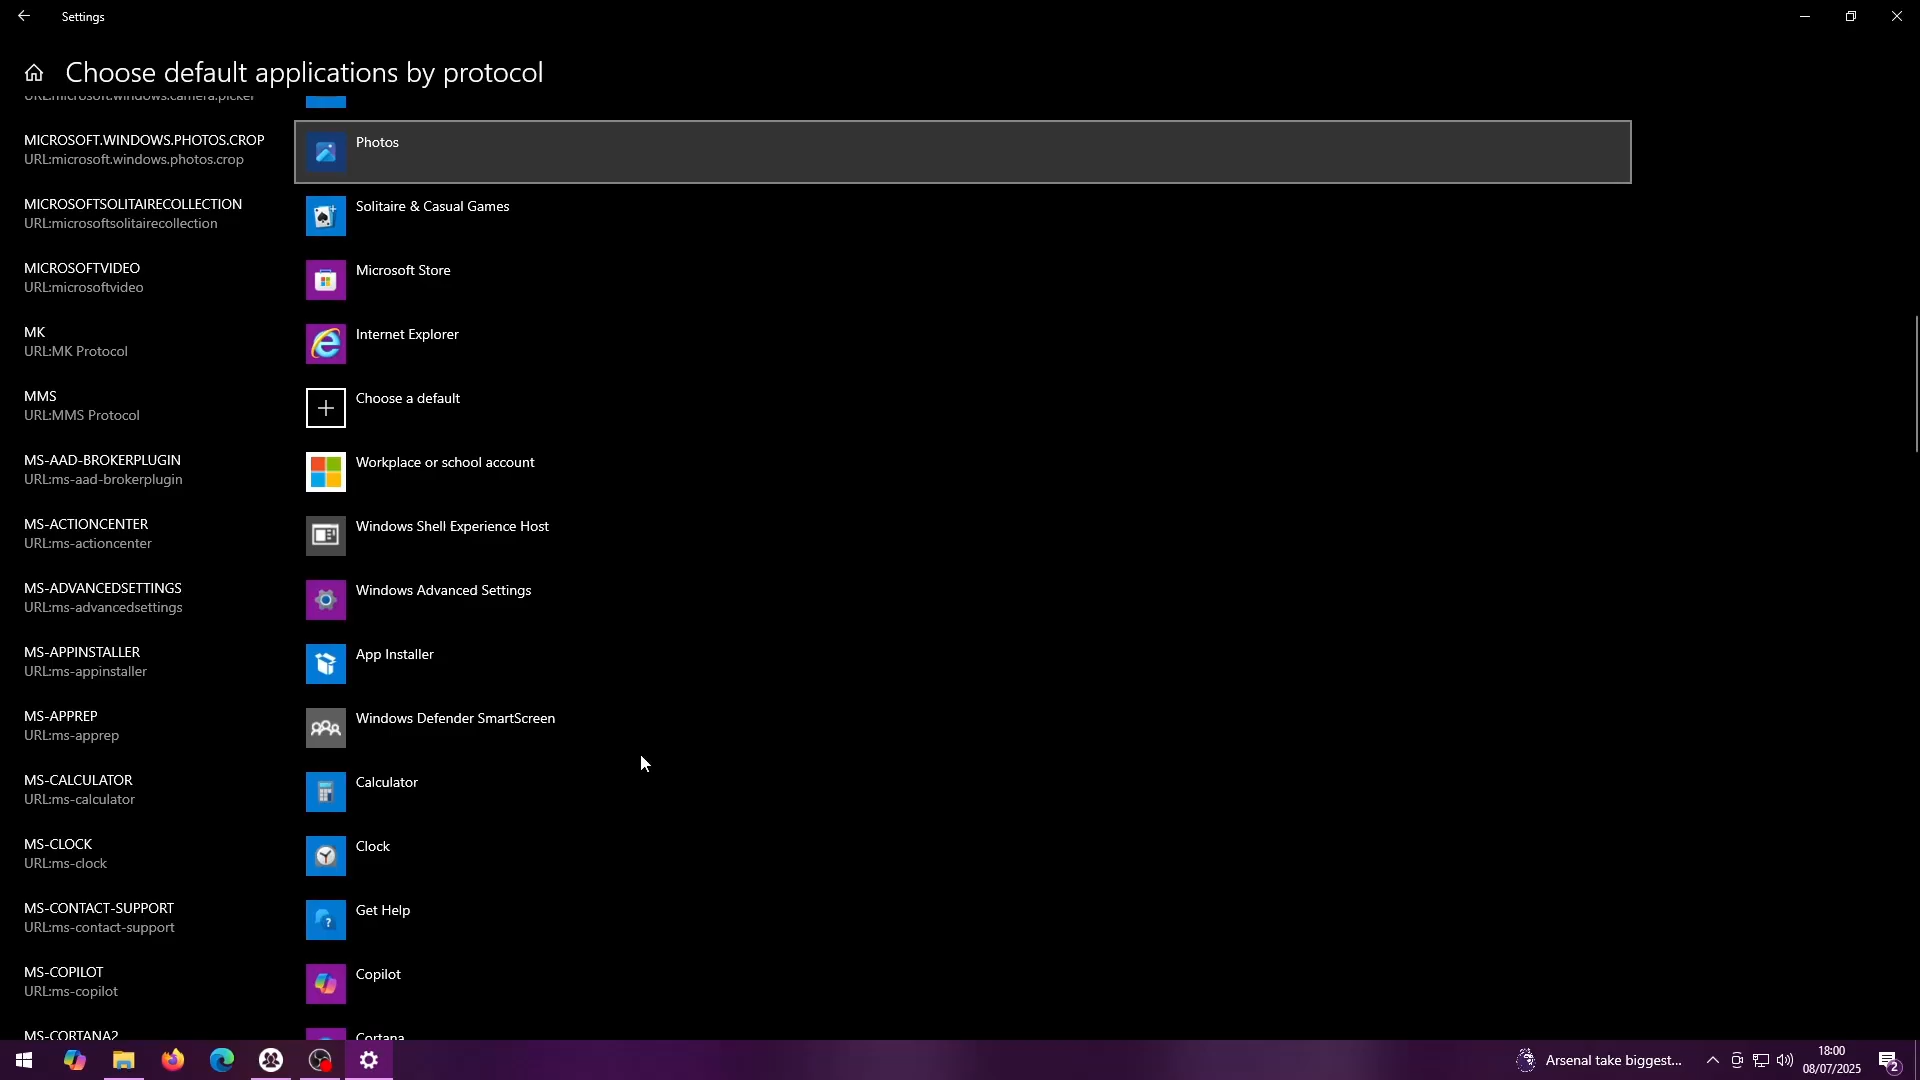 Settings
Choose default applications by protocol
URL:microsoft.windows.camera.picker
MICROSOFT.WINDOWS.PHOTOS.CROP
URL:microsoft.windows.photos.crop
Photos
MICROSOFTSOLITAIRECOLLECTION
URL:microsoftsolitairecollection
Solitaire & Casual Games
MICROSOFTVIDEO
URL:microsoftvideo
Microsoft Store
MK
URL:MK Protocol
Internet Explorer
MMS
URL:MMS Protocol
Choose a default
MS-AAD-BROKERPLUGIN
URL:ms-aad-brokerplugin
Workplace or school account
MS-ACTIONCENTER
URL:ms-actioncenter
Windows Shell Experience Host
MS-ADVANCEDSETTINGS
URL:ms-advancedsettings
Windows Advanced Settings
MS-APPINSTALLER
URL:ms-appinstaller
App Installer
MS-APPREP
URL:ms-apprep
Windows Defender SmartScreen
MS-CALCULATOR
URL:ms-calculator
Calculator
MS-CLOCK
URL:ms-clock
Clock
MS-CONTACT-SUPPORT
URL:ms-contact-support
Get Help
MS-COPILOT
URL:ms-copilot
Copilot
MS-CORTANA2
Cortana
Arsenal take biggest...
18:00
08/07/2025
2